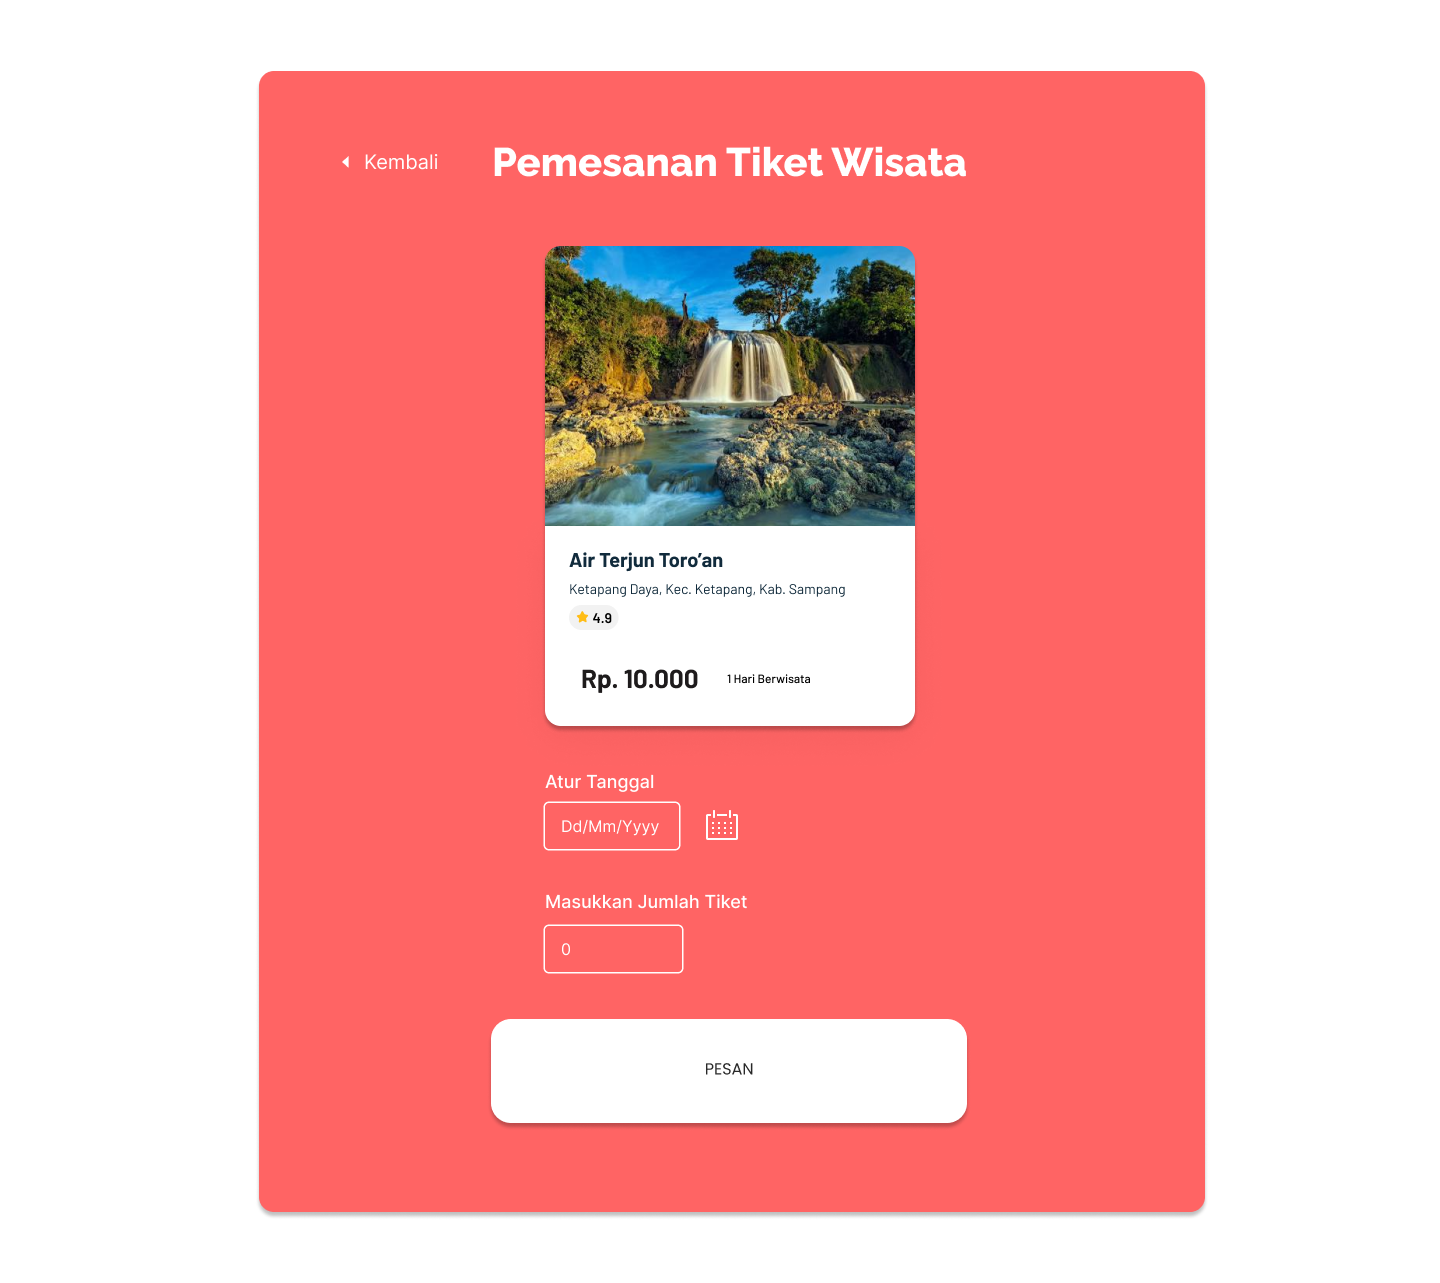 Kembali
Pemesanan Tiket Wisata
Air Terjun Toro’an
Ketapang Daya, Kec. Ketapang, Kab. Sampang
4.9
Rp. 10.000
1 Hari Berwisata
Atur Tanggal
Dd/Mm/Yyyy
Masukkan Jumlah Tiket
0
PESAN